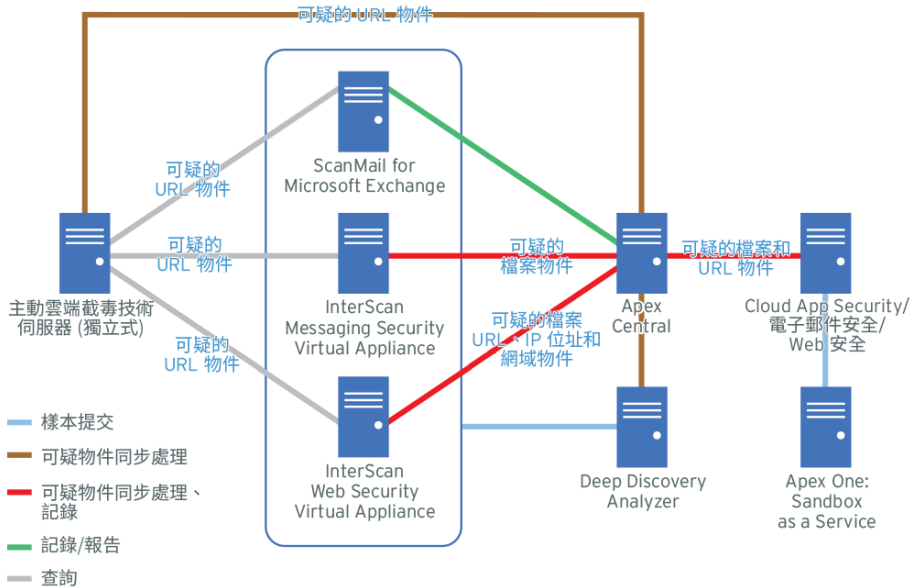 可疑的 URL 物件
ScanMail for
Microsoft Exchange
可疑的
URL 物件
可疑的
URL 物件
可疑的
檔案物件
可疑的檔案和
URL 物件
主動雲端截毒技術
伺服器 (獨立式)
InterScan
Messaging Security
Virtual Appliance
Apex
Central
Cloud App Security/
電子郵件安全/
Web 安全
可疑的
URL 物件
可疑的檔案
URL、IP 位址和
網域物件
InterScan
Web Security
Virtual Appliance
Deep Discovery
Analyzer
Apex One:
Sandbox
as a Service
樣本提交
可疑物件同步處理
可疑物件同步處理、
記錄
記錄/報告
查詢